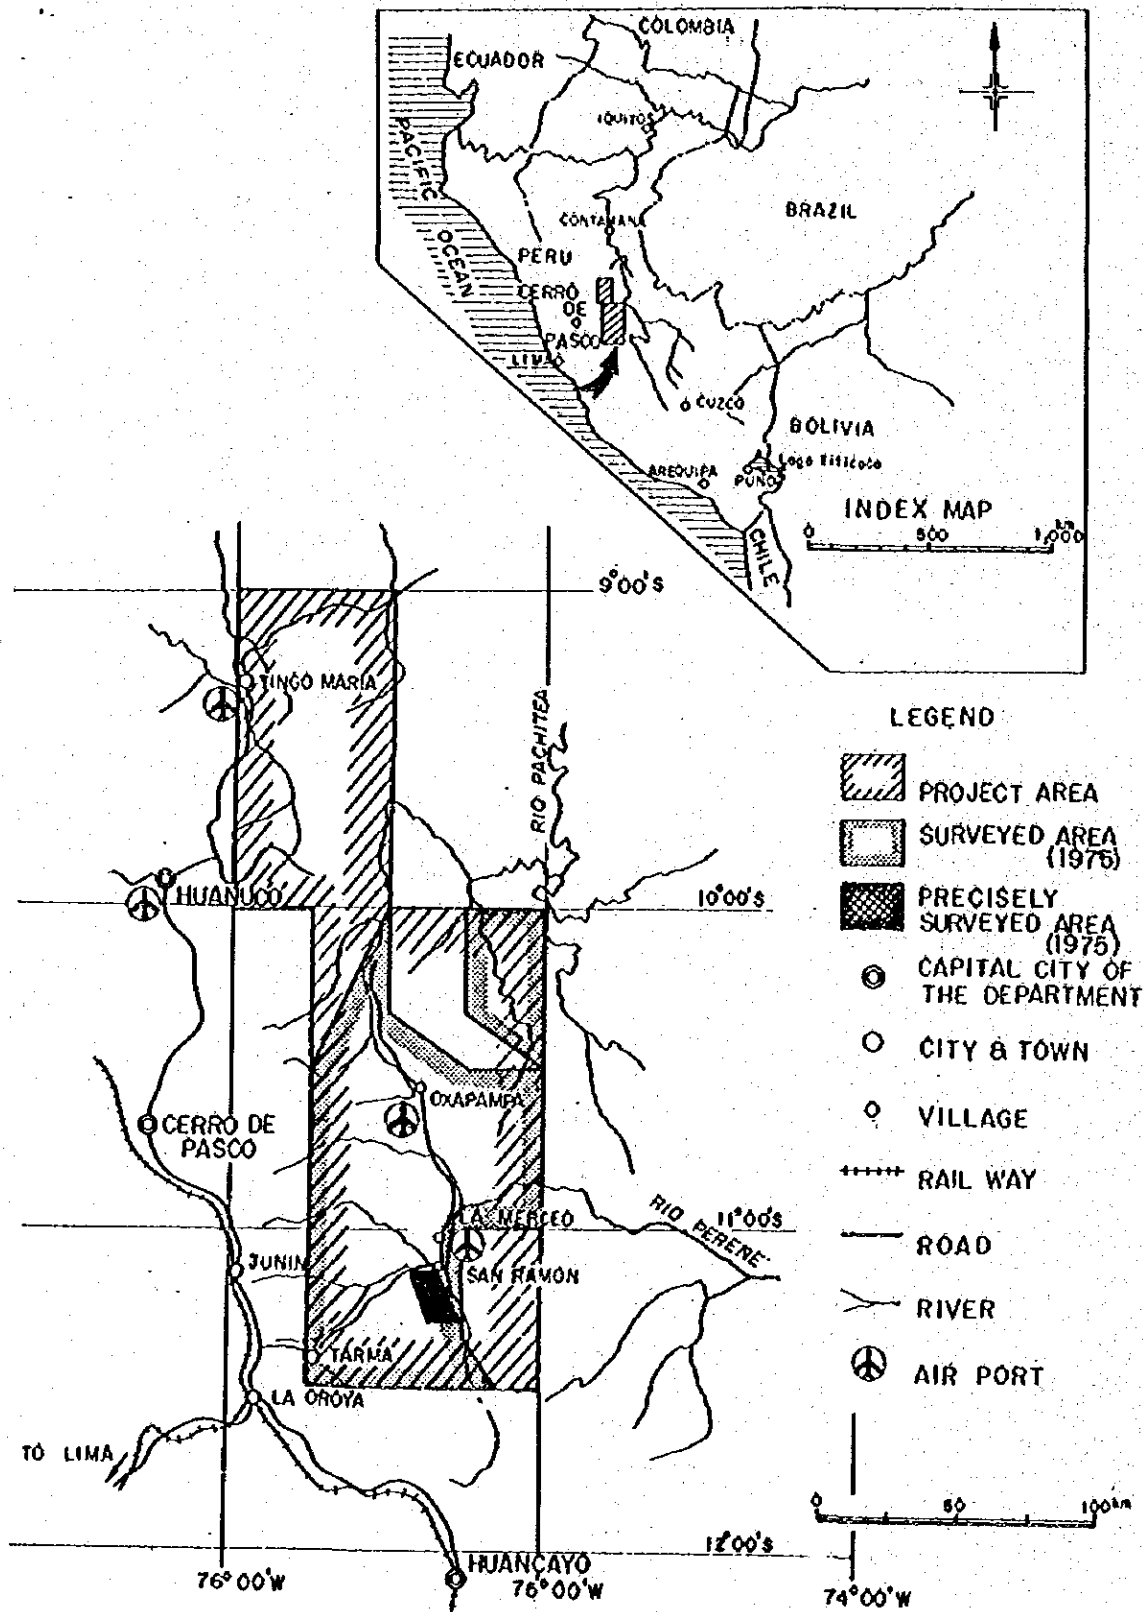 COLOMBIA
ECUADOR
IQUITOS
PACIFIC OCEAN
BRAZIL
CONTAMANA
PERU
CERRO
DE
PASCO
LIMA
CUZCO
BOLIVIA
AREQUIPA
PUNO
INDEX MAP
0 500 1,000 km
CHILE
9°00'S
TINGO MARIA
RIO PACHITEA
HUANUCO
10°00'S
OXAPAMPA
CERRO DE
PASCO
LA MERCED
11°00'S
RIO PERENE
JUNIN
SAN RAMON
TARMA
LA OROYA
TO LIMA
12°00'S
HUANCAYO
76°00'W
76°00'W
74°00'W
LEGEND
PROJECT AREA
SURVEYED AREA
(1975)
PRECISELY
SURVEYED AREA
(1975)
CAPITAL CITY OF
THE DEPARTMENT
CITY & TOWN
VILLAGE
RAIL WAY
ROAD
RIVER
AIR PORT
0 50 100km